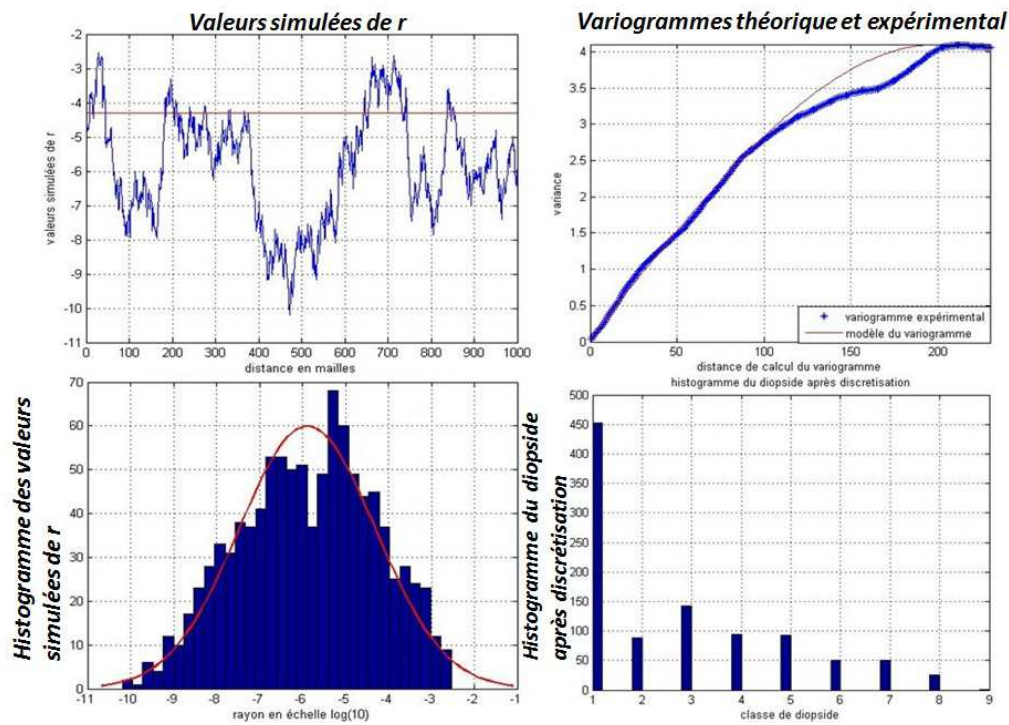 Valeurs simulées de r
-2
-3
-4
-5
-6
-7
-8
-9
-10
-11
valeurs simulées de r
0 100 200 300 400 500 600 700 800 900 1000
distance en mailles
Variogrammes théorique et expérimental
4
3.5
3
2.5
2
1.5
1
0.5
0
variance
variogramme expérimental
modèle du variogramme
0 50 100 150 200
distance de calcul du variogramme
Histogramme des valeurs
simulées de r
70
60
50
40
30
20
10
0
-11 -10 -9 -8 -7 -6 -5 -4 -3 -2 -1
rayon en échelle log(10)
histogramme du diopside après discretisation
Histogramme du diopside
après discrétisation
500
450
400
350
300
250
200
150
100
50
0
1 2 3 4 5 6 7 8 9
classe de diopside